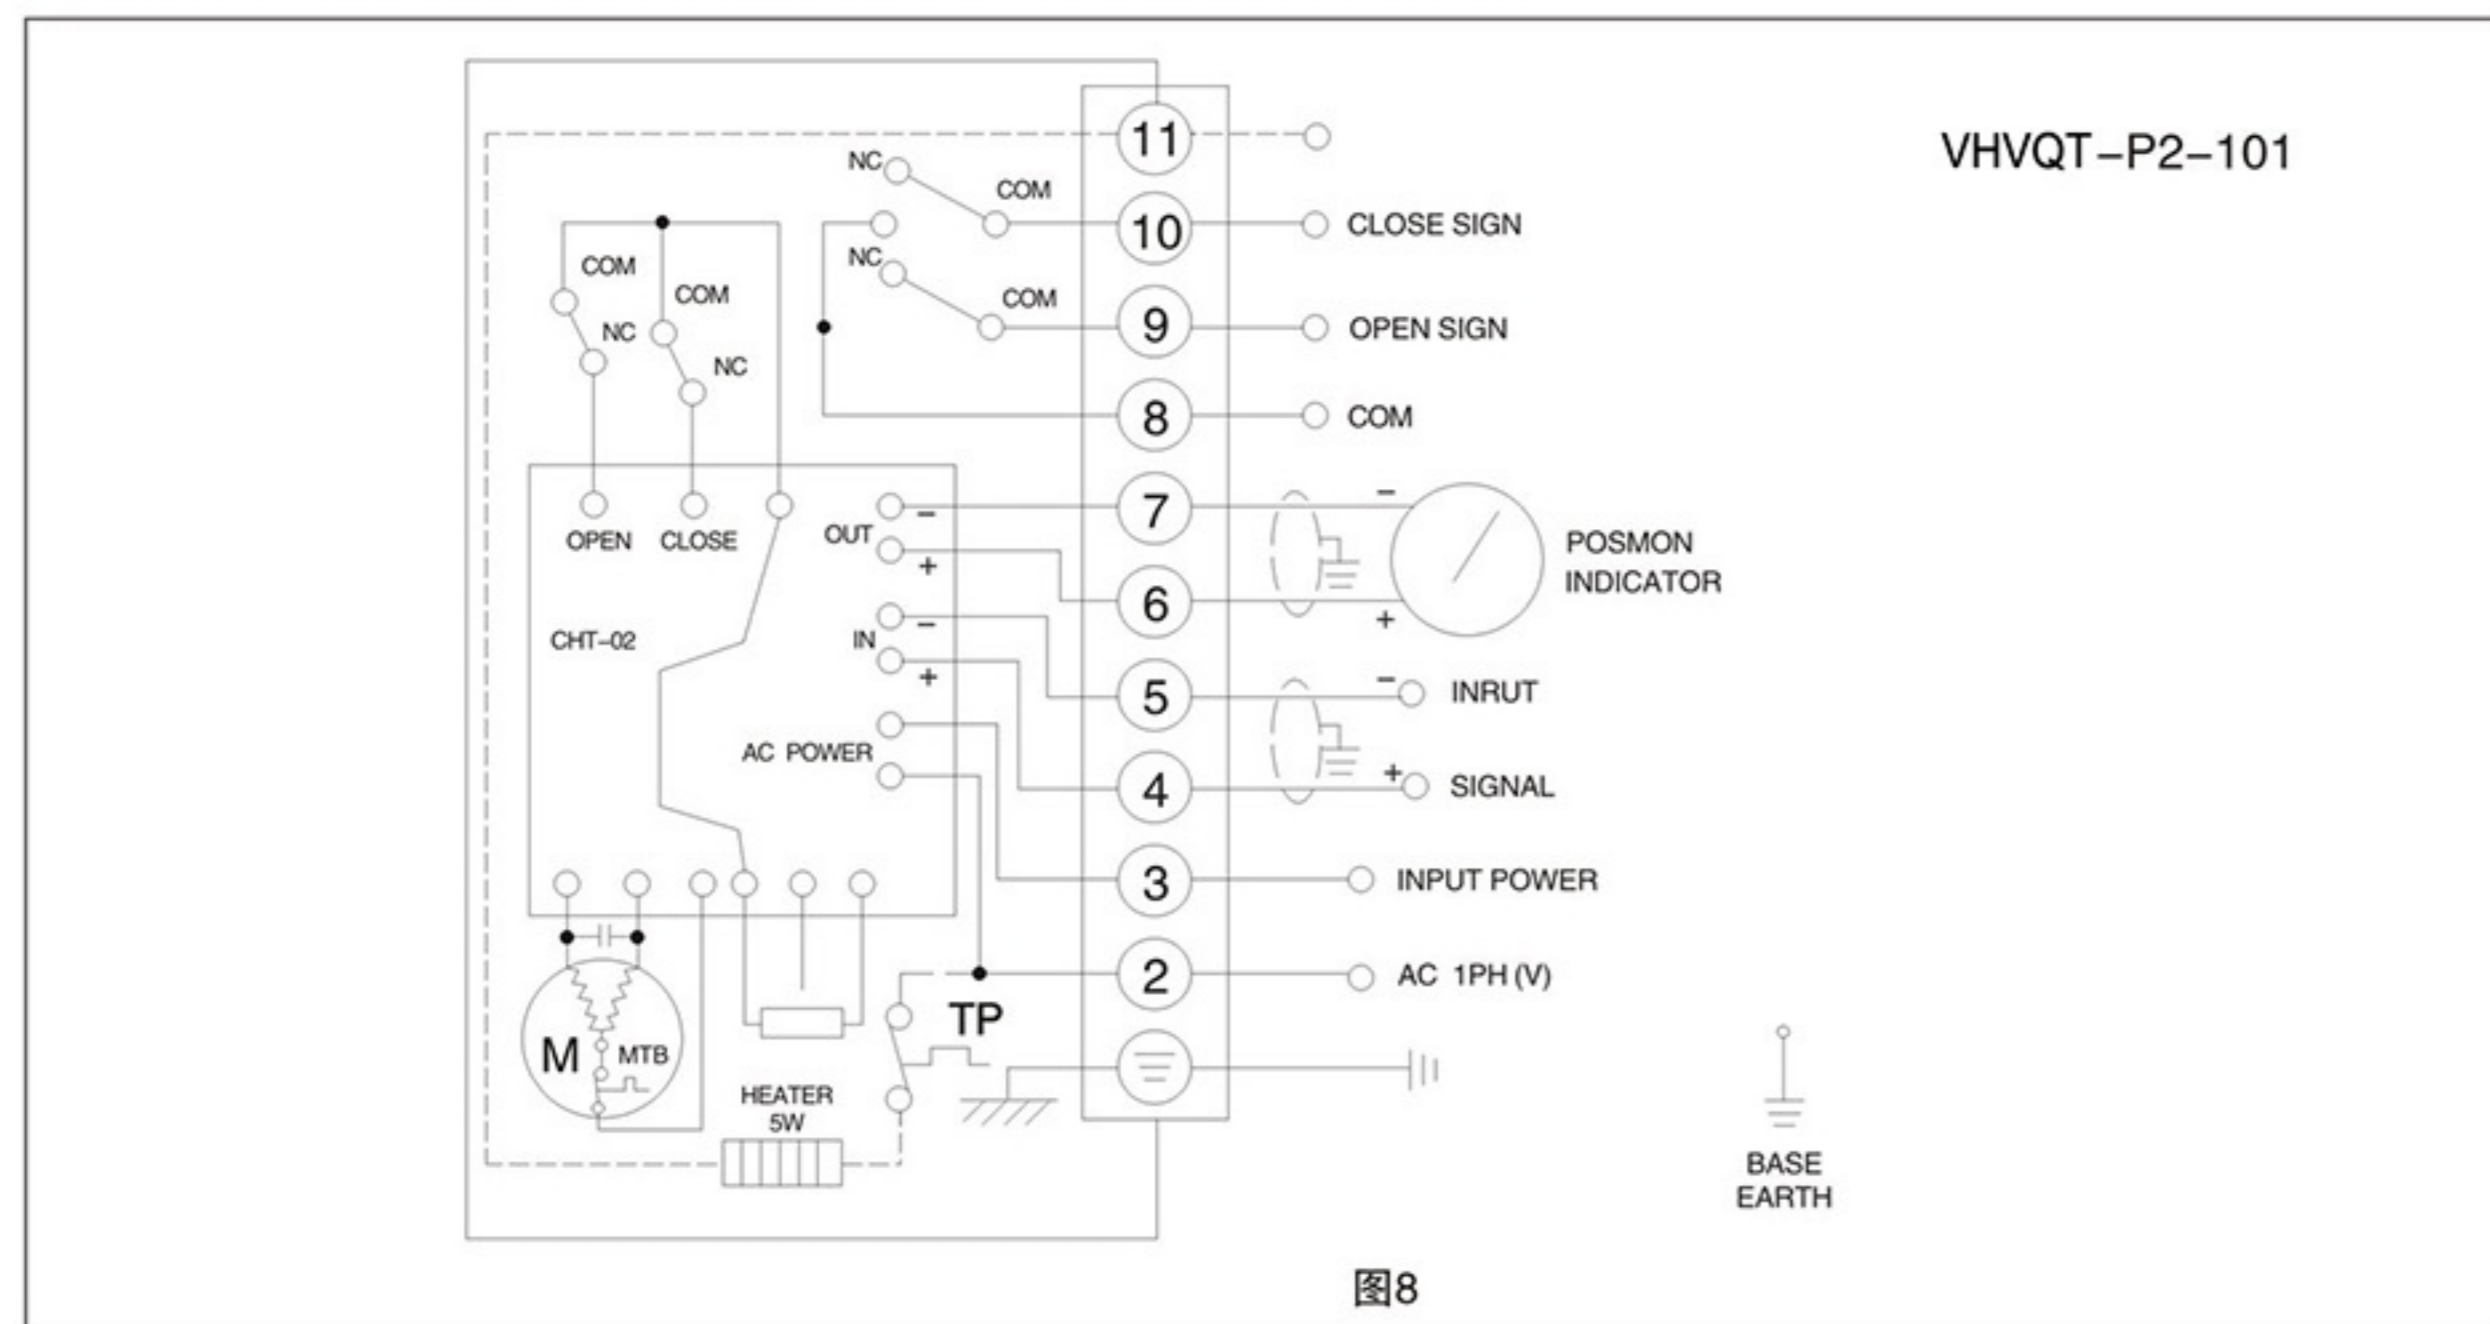 VHVQT-P2-101
11
NC
COM
10
CLOSE SIGN
COM
NC
COM
COM
9
OPEN SIGN
NC
NC
8
COM
7
−
−
OUT
OPEN
CLOSE
+
POSMON
INDICATOR
6
+
−
CHT-02
IN
+
5
−
INRUT
AC POWER
4
+
SIGNAL
3
INPUT POWER
2
AC 1PH (V)
TP
M
MTB
HEATER
5W
BASE
EARTH
图8